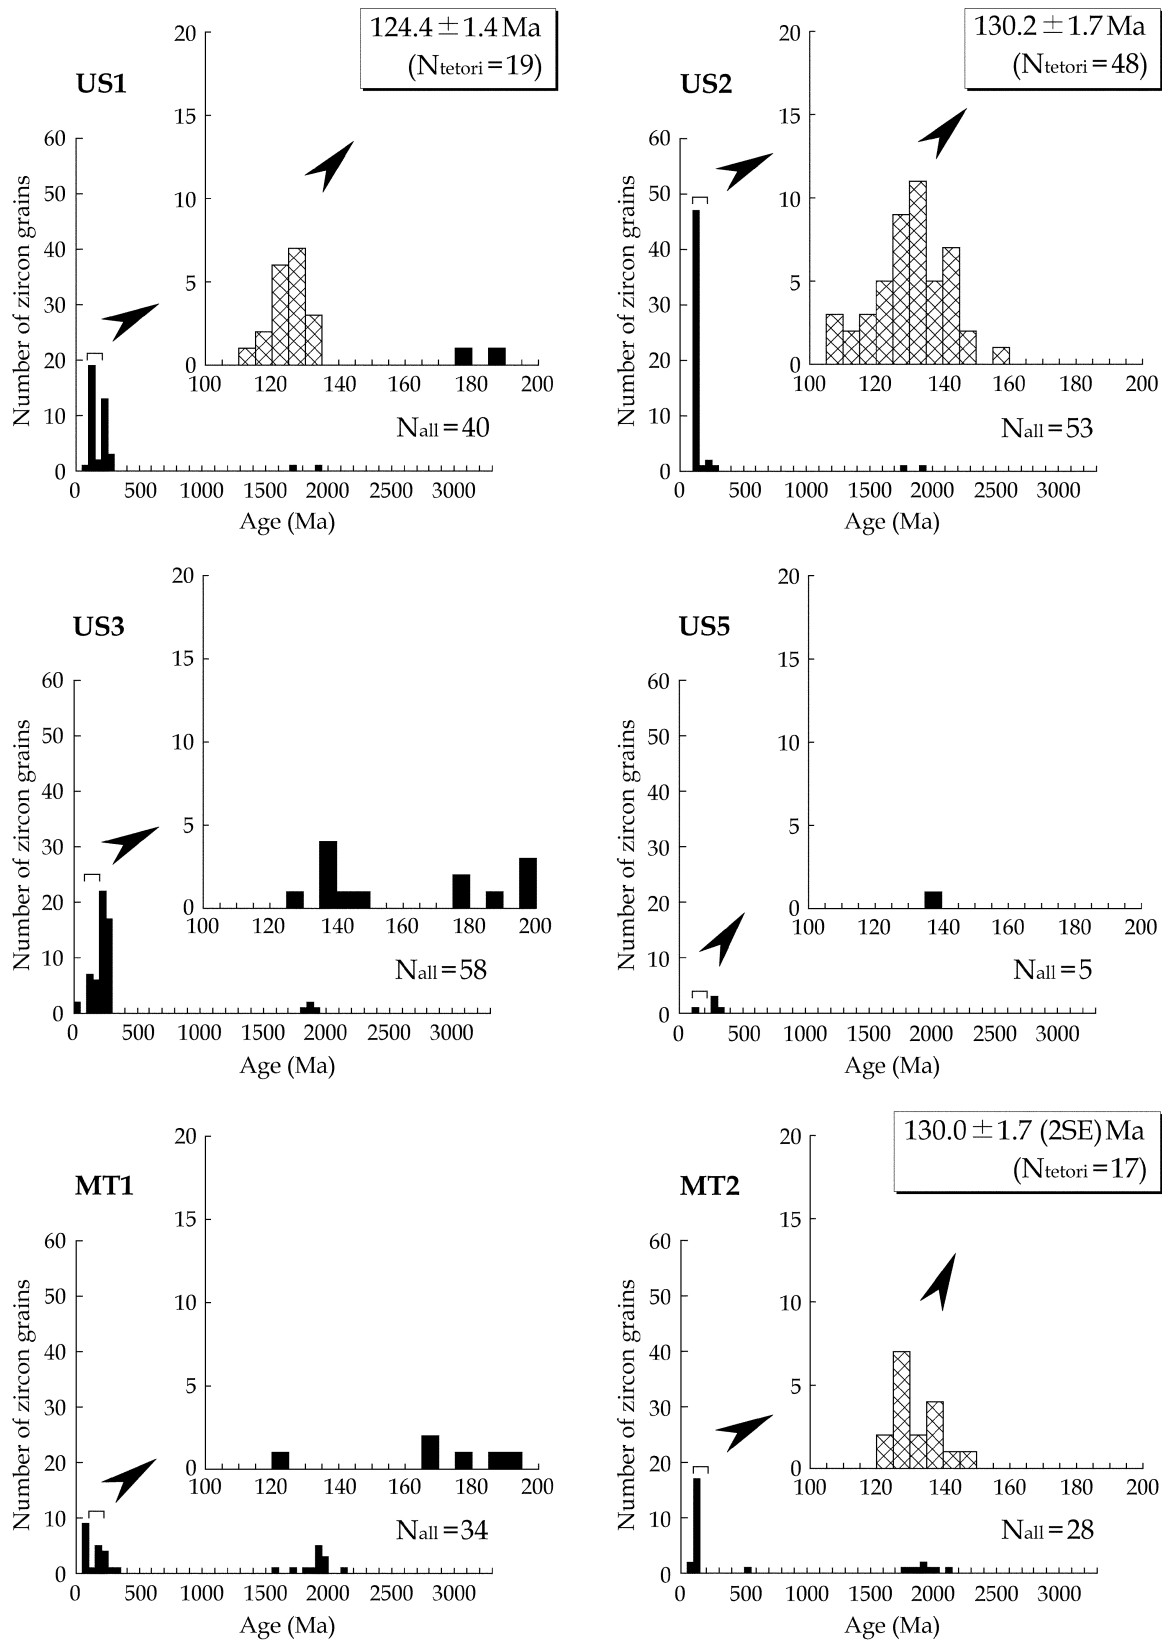 US1
124.4 ± 1.4 Ma
(Ntetori = 19)
20
15
10
5
0
100 120 140 160 180 200
Nall = 40
Number of zircon grains
60
50
40
30
20
10
0
0 500 1000 1500 2000 2500 3000
Age (Ma)
US2
130.2 ± 1.7 Ma
(Ntetori = 48)
20
15
10
5
0
100 120 140 160 180 200
Nall = 53
Number of zircon grains
60
50
40
30
20
10
0
0 500 1000 1500 2000 2500 3000
Age (Ma)
US3
20
15
10
5
0
100 120 140 160 180 200
Nall = 58
Number of zircon grains
60
50
40
30
20
10
0
0 500 1000 1500 2000 2500 3000
Age (Ma)
US5
20
15
10
5
0
100 120 140 160 180 200
Nall = 5
Number of zircon grains
60
50
40
30
20
10
0
0 500 1000 1500 2000 2500 3000
Age (Ma)
MT1
20
15
10
5
0
100 120 140 160 180 200
Nall = 34
Number of zircon grains
60
50
40
30
20
10
0
0 500 1000 1500 2000 2500 3000
Age (Ma)
MT2
130.0 ± 1.7 (2SE) Ma
(Ntetori = 17)
20
15
10
5
0
100 120 140 160 180 200
Nall = 28
Number of zircon grains
60
50
40
30
20
10
0
0 500 1000 1500 2000 2500 3000
Age (Ma)